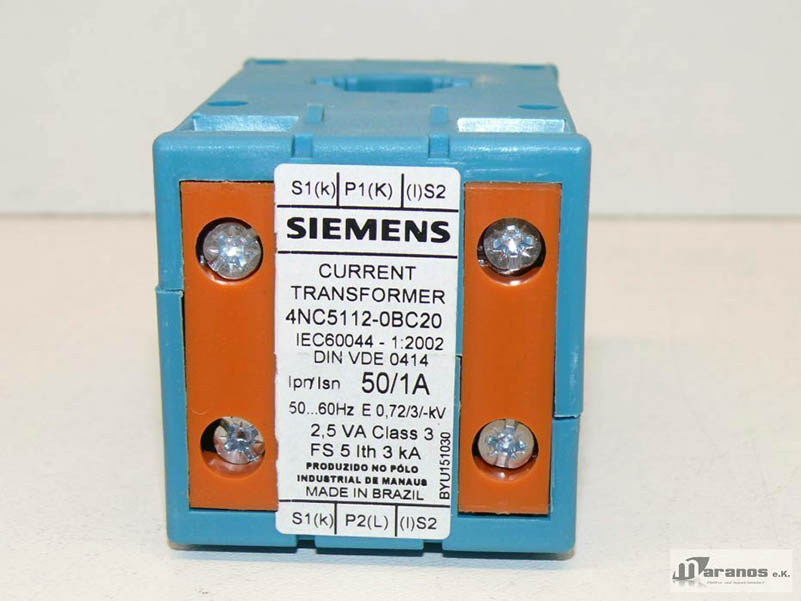 S1(k) P1(K) (l)S2
SIEMENS
CURRENT
TRANSFORMER
4NC5112-0BC20
IEC60044 - 1:2002
DIN VDE 0414
Ipn/Isn 50/1A
50...60Hz E 0,72/3/-kV
2,5 VA Class 3
FS 5 Ith 3 kA
PRODUZIDO NO PÓLO
INDUSTRIAL DE MANAUS
MADE IN BRAZIL
BYU151030
S1(k) P2(L) (l)S2
Maranos e.K.